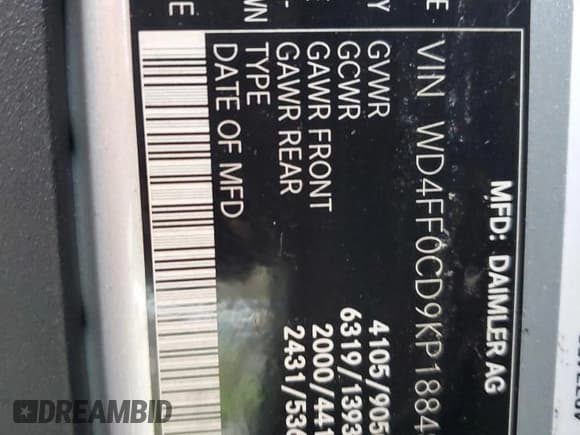 MFD: DAIMLER AG
VIN WD4FF0CD9KP1884
GVWR 4105/905
GCWR 6319/1393
GAWR FRONT 2000/441
GAWR REAR 2431/536
TYPE
DATE OF MFD
DREAMBID